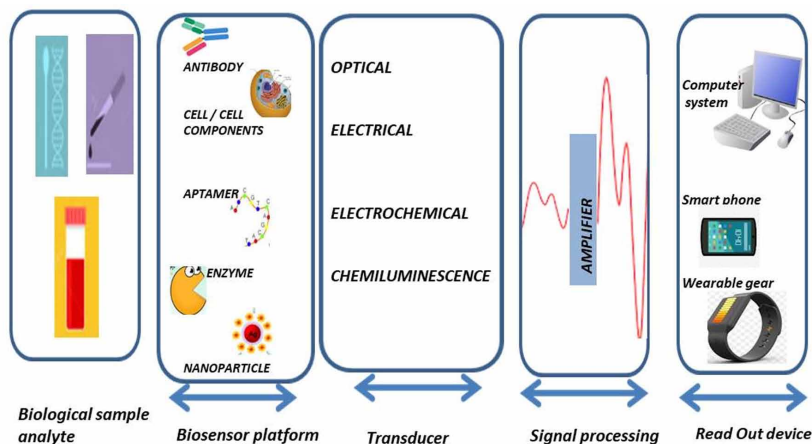 ANTIBODY
CELL / CELL
COMPONENTS
APTAMER
ENZYME
NANOPARTICLE
OPTICAL
ELECTRICAL
ELECTROCHEMICAL
CHEMILUMINESCENCE
AMPLIFIER
Computer
system
Smart phone
Wearable gear
Biological sample
analyte
Biosensor platform
Transducer
Signal processing
Read Out device